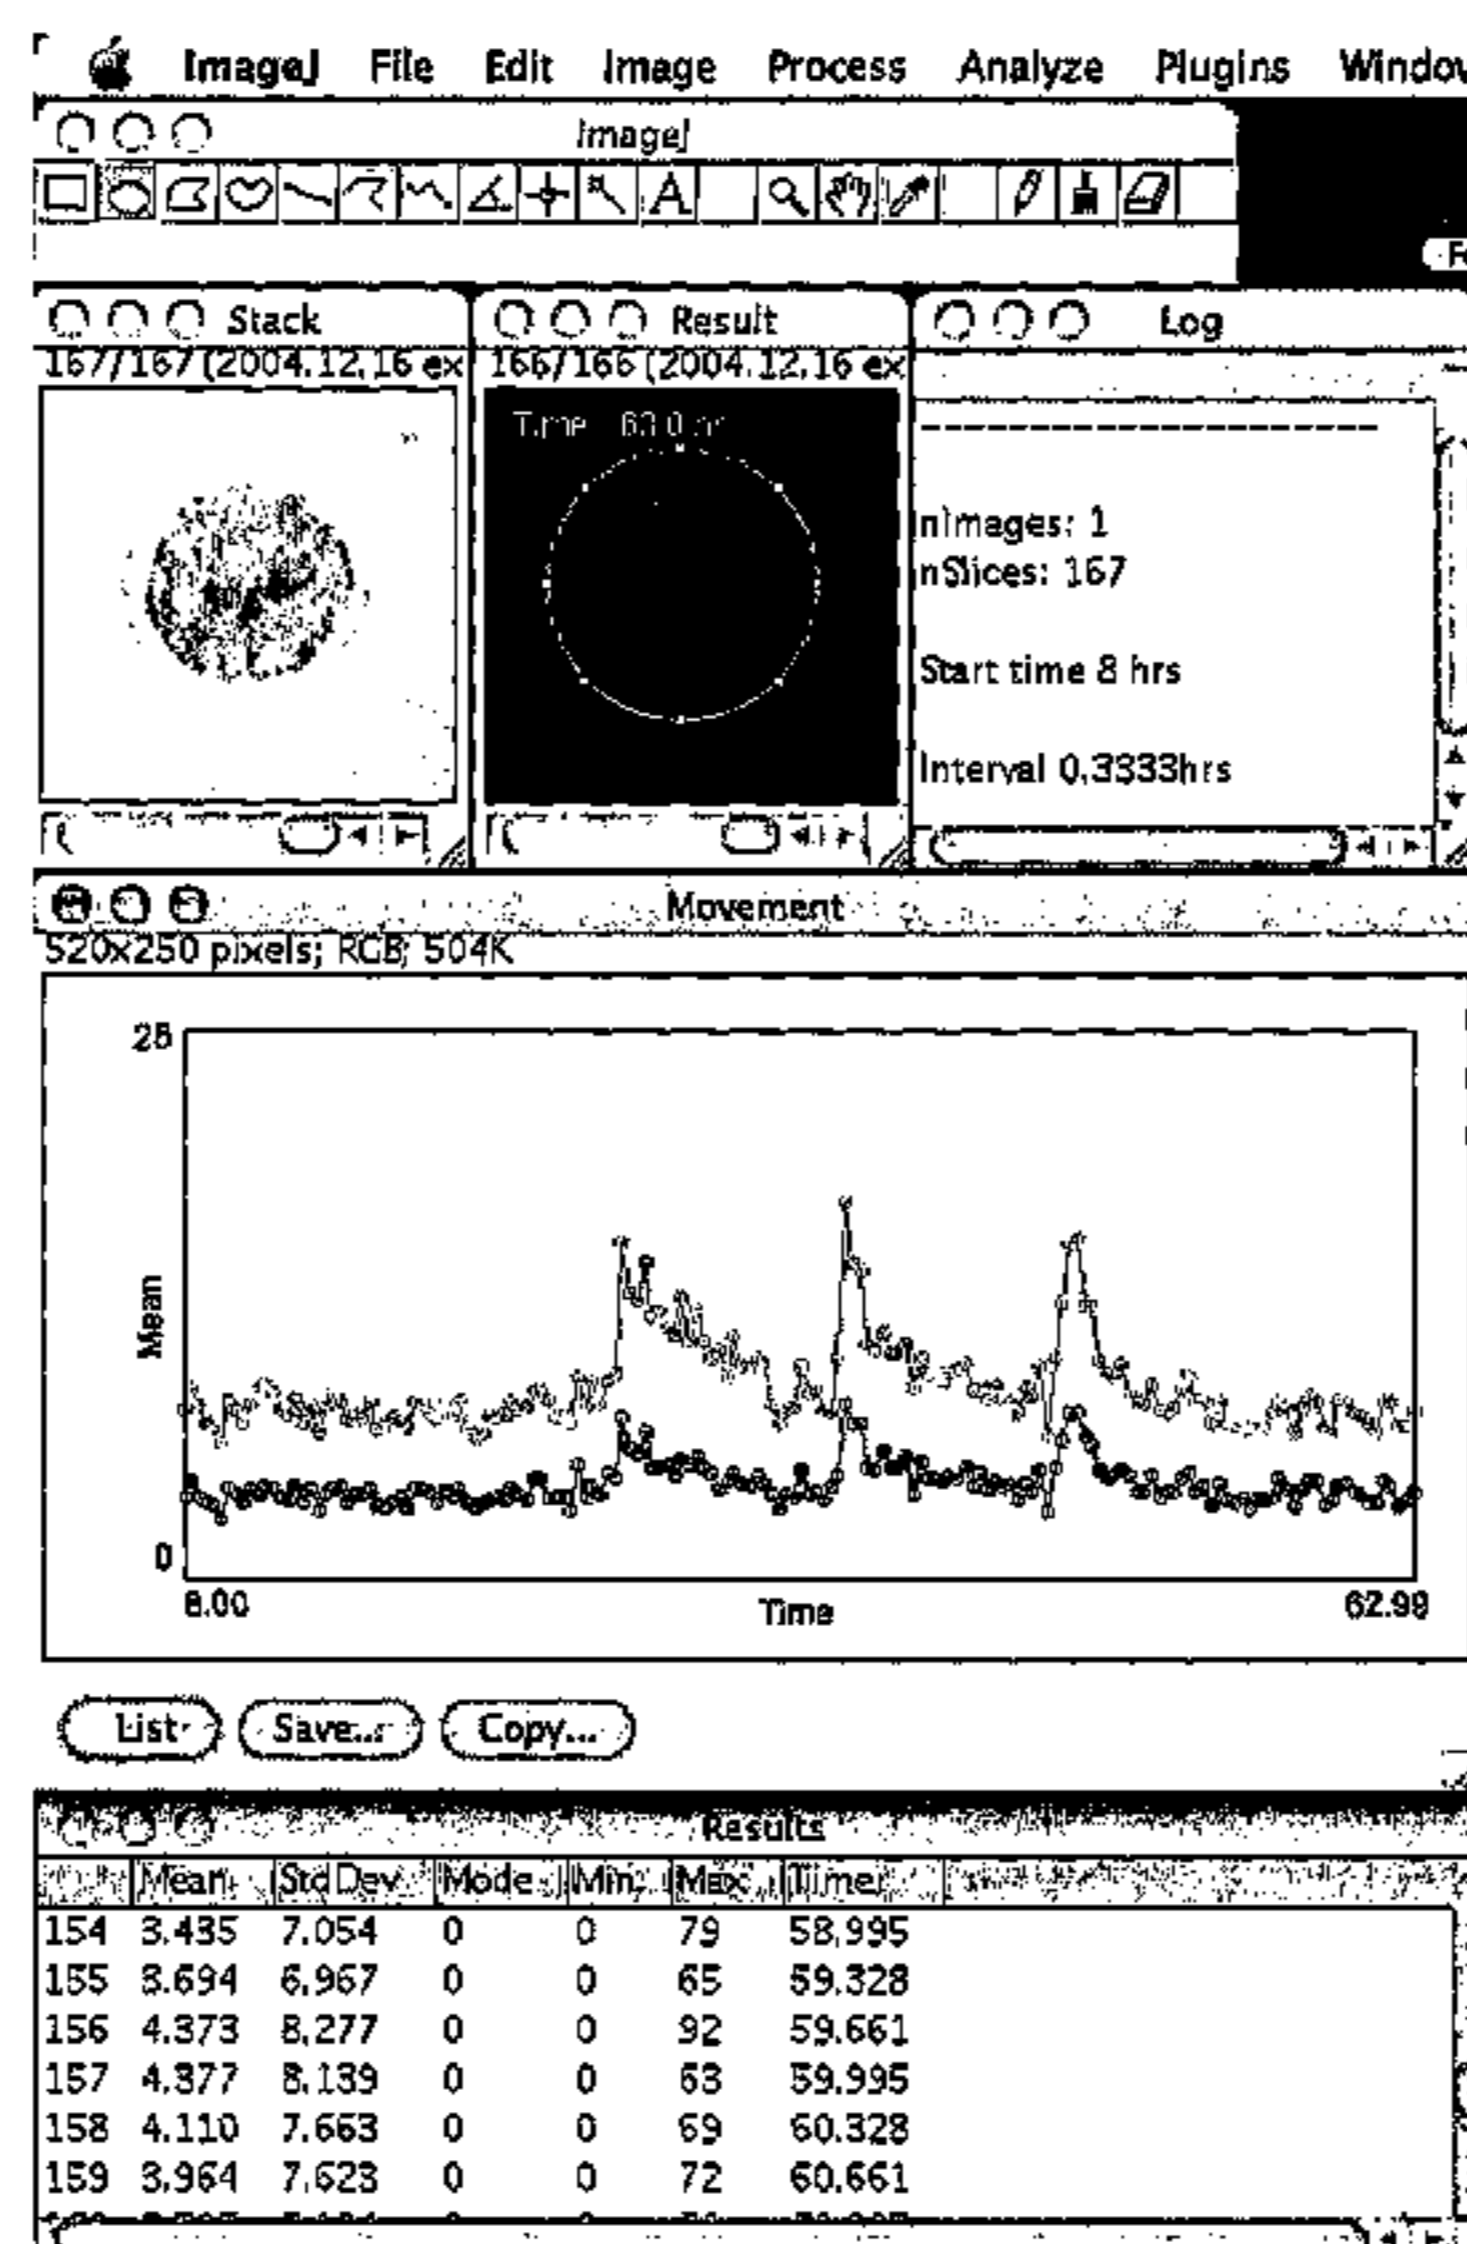 ImageJ File Edit Image Process Analyze Plugins Window
ImageJ
A
Stack
167/167 (2004.12.16 ex
Result
166/166 (2004.12.16 ex
Time 63.0 hr
Log
--------------------------
nImages: 1
nSlices: 167
Start time 8 hrs
Interval 0.3333hrs
Movement
520x250 pixels; RGB; 504K
Mean
0
8.00
Time
62.99
List Save... Copy...
Results
Mean Std Dev Mode Min Max Time
154 3.435 7.054 0 0 79 58.995
155 3.694 6.967 0 0 65 59.328
156 4.373 8.277 0 0 92 59.661
157 4.377 8.139 0 0 63 59.995
158 4.110 7.663 0 0 69 60.328
159 3.964 7.623 0 0 72 60.661